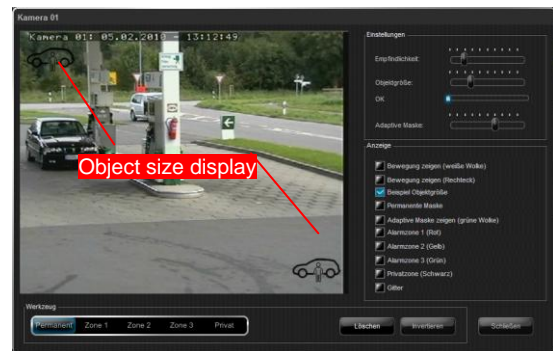 Kamera 01
Kamera 01: 05.02.2010 - 13:12:49
Object size display
Einstellungen
Empfindlichkeit:
Objektgröße:
OK
Adaptive Maske:
Anzeige
Bewegung zeigen (weiße Wolke)
Bewegung zeigen (Rechteck)
Beispiel Objektgröße
Permanente Maske
Adaptive Maske zeigen (grüne Wolke)
Alarmzone 1 (Rot)
Alarmzone 2 (Gelb)
Alarmzone 3 (Grün)
Privatzone (Schwarz)
Gitter
Werkzeug
Permanent Zone 1 Zone 2 Zone 3 Privat
Löschen Invertieren Schließen